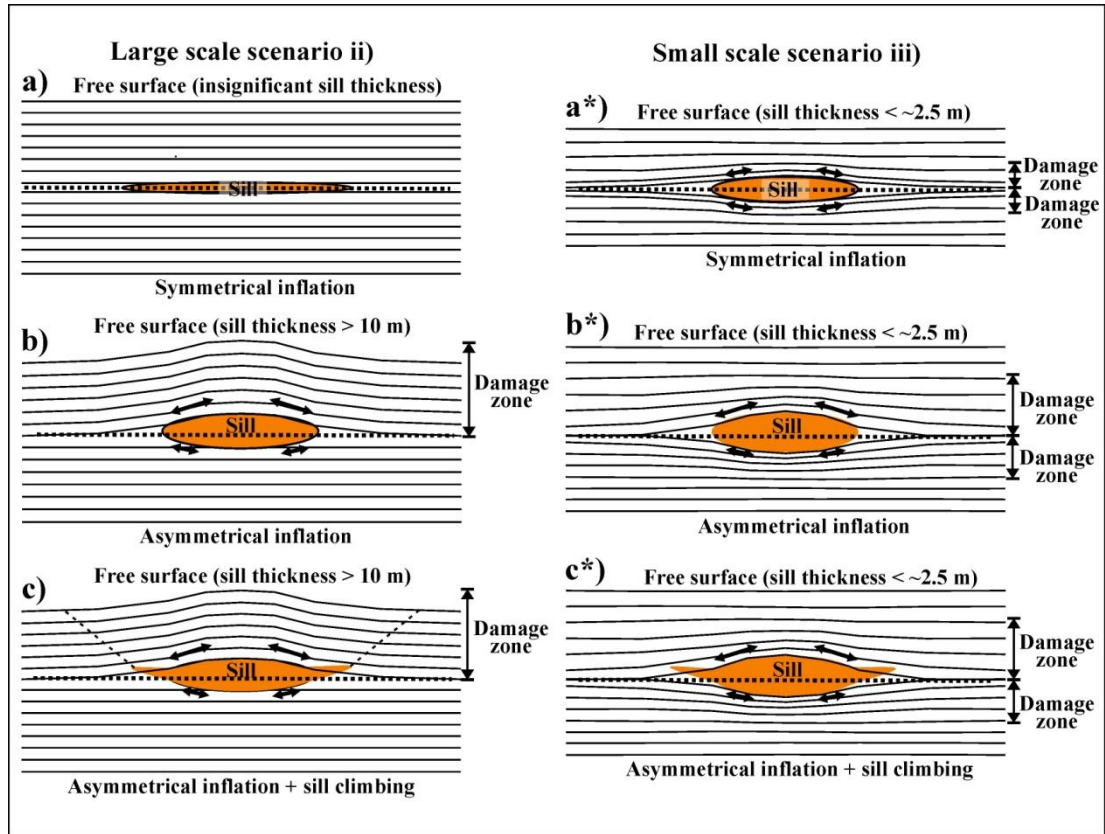 Large scale scenario ii)
a)
Free surface (insignificant sill thickness)
Sill
Symmetrical inflation
b)
Free surface (sill thickness > 10 m)
Sill
Damage
zone
Asymmetrical inflation
c)
Free surface (sill thickness > 10 m)
Sill
Damage
zone
Asymmetrical inflation + sill climbing
Small scale scenario iii)
a*)
Free surface (sill thickness < ~2.5 m)
Sill
Damage
zone
Damage
zone
Symmetrical inflation
b*)
Free surface (sill thickness < ~2.5 m)
Sill
Damage
zone
Damage
zone
Asymmetrical inflation
c*)
Free surface (sill thickness < ~2.5 m)
Sill
Damage
zone
Damage
zone
Asymmetrical inflation + sill climbing